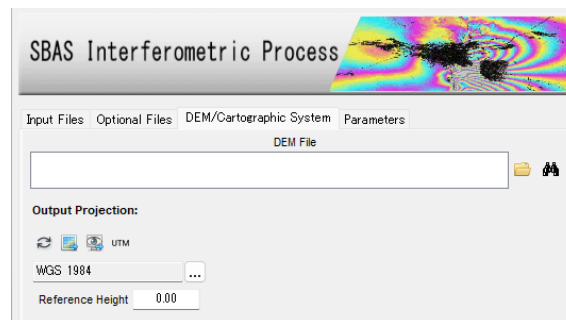 SBAS Interferometric Process
Input Files Optional Files DEM/Cartographic System Parameters
DEM File
Output Projection:
UTM
WGS 1984 ...
Reference Height 0.00